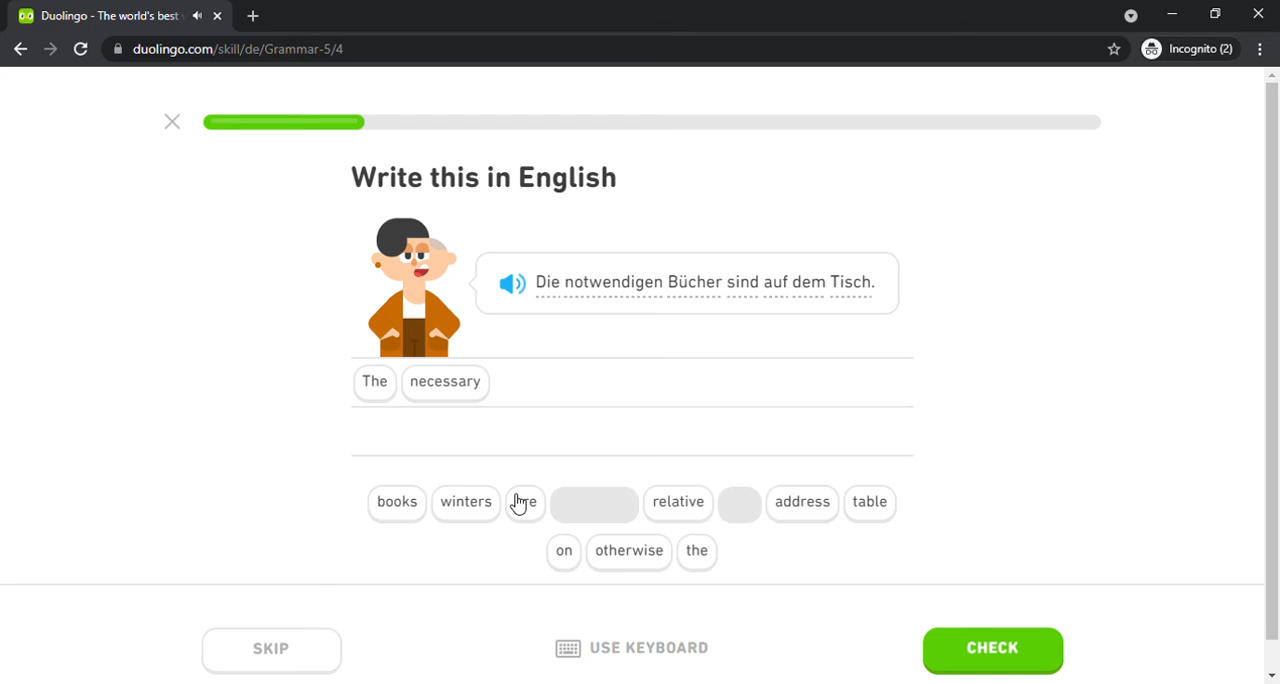 Duolingo - The world's best
duolingo.com/skill/de/Grammar-5/4
Incognito (2)
Write this in English
Die notwendigen Bücher sind auf dem Tisch.
The necessary
books winters relative address table
on otherwise the
SKIP USE KEYBOARD CHECK